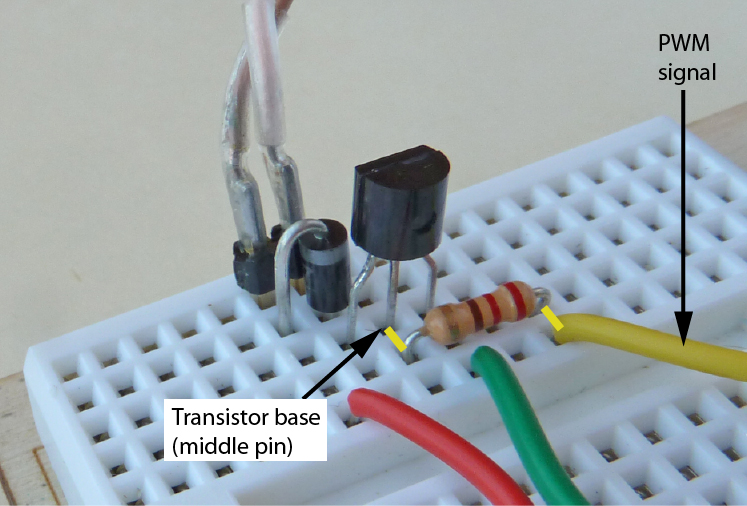 PWM
signal
Transistor base
(middle pin)